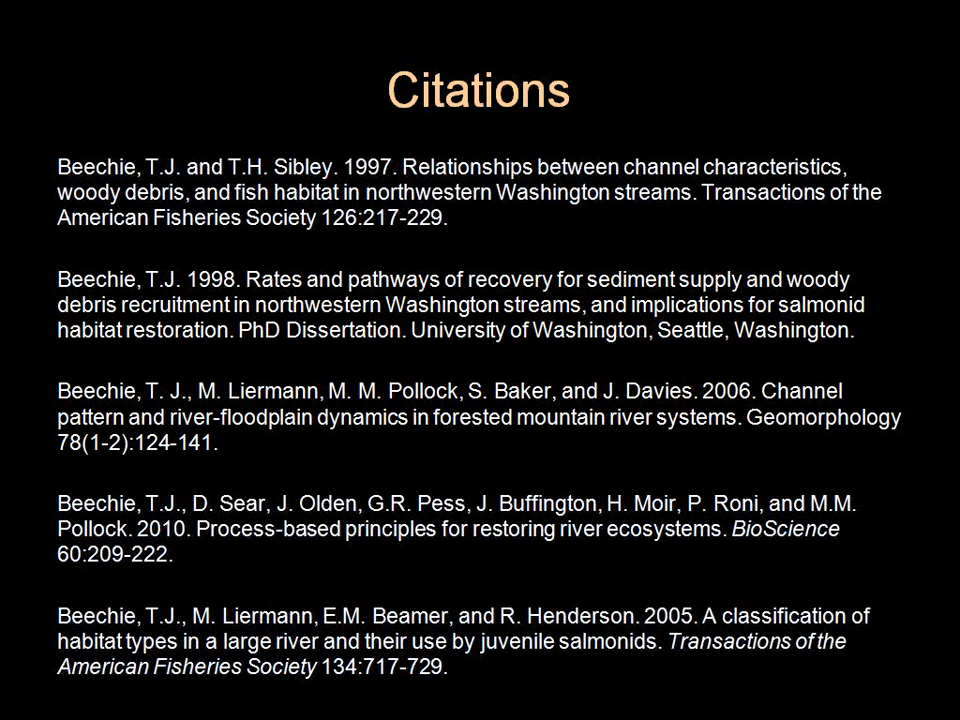 Citations
Beechie, T.J. and T.H. Sibley. 1997. Relationships between channel characteristics,
woody debris, and fish habitat in northwestern Washington streams. Transactions of the
American Fisheries Society 126:217-229.
Beechie, T.J. 1998. Rates and pathways of recovery for sediment supply and woody
debris recruitment in northwestern Washington streams, and implications for salmonid
habitat restoration. PhD Dissertation. University of Washington, Seattle, Washington.
Beechie, T. J., M. Liermann, M. M. Pollock, S. Baker, and J. Davies. 2006. Channel
pattern and river-floodplain dynamics in forested mountain river systems. Geomorphology
78(1-2):124-141.
Beechie, T.J., D. Sear, J. Olden, G.R. Pess, J. Buffington, H. Moir, P. Roni, and M.M.
Pollock. 2010. Process-based principles for restoring river ecosystems. BioScience
60:209-222.
Beechie, T.J., M. Liermann, E.M. Beamer, and R. Henderson. 2005. A classification of
habitat types in a large river and their use by juvenile salmonids. Transactions of the
American Fisheries Society 134:717-729.